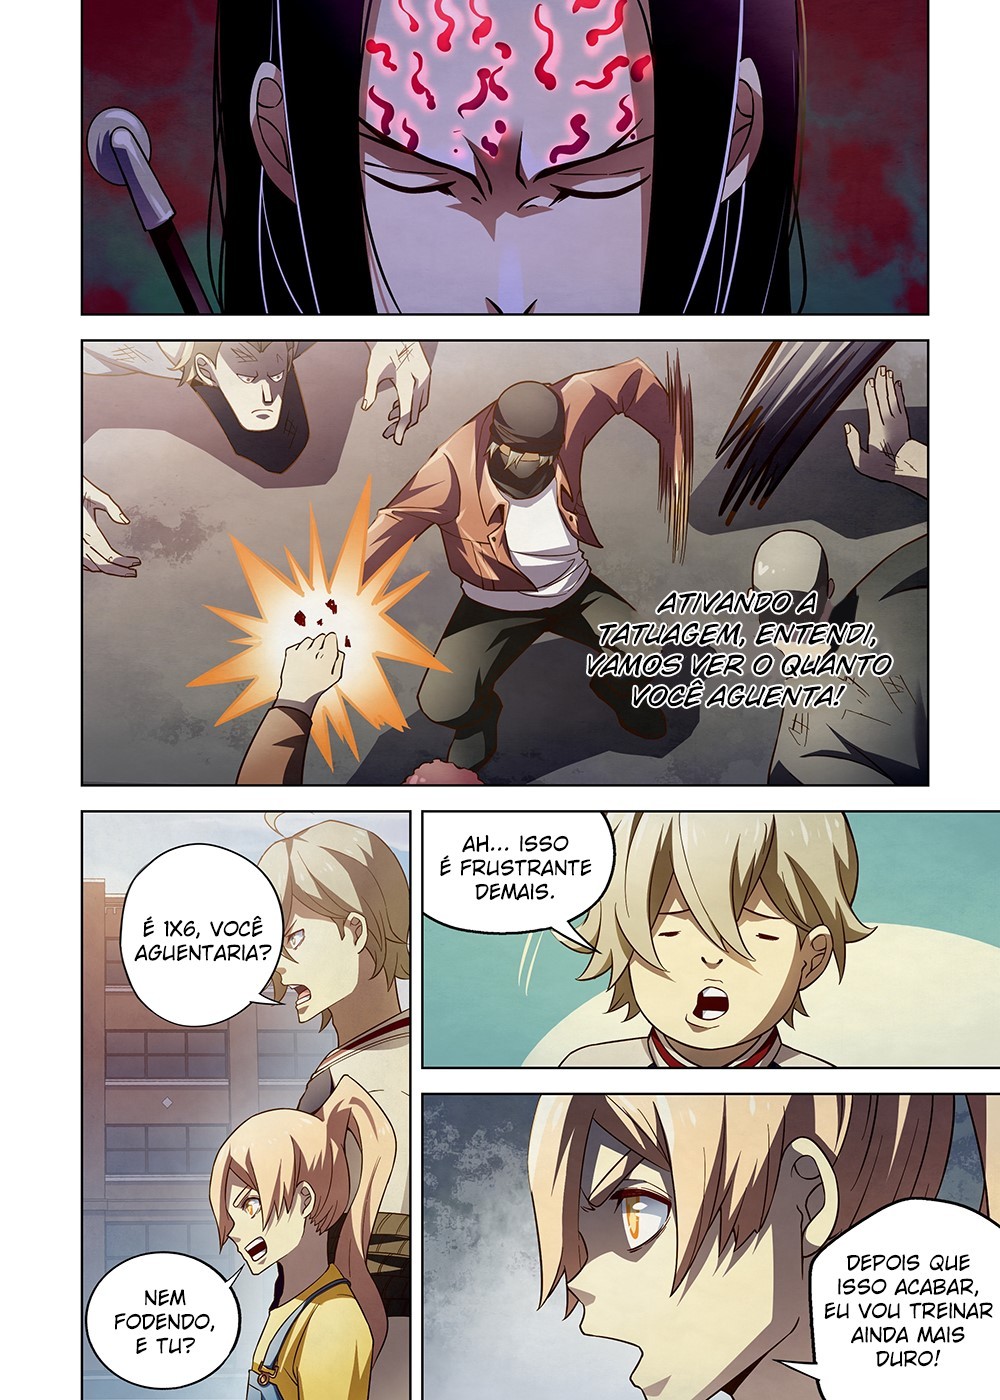 ATIVANDO A
TATUAGEM, ENTENDI,
VAMOS VER O QUANTO
VOCÊ AGUENTA!
É 1X6, VOCÊ
AGUENTARIA?
AH... ISSO
É FRUSTRANTE
DEMAIS.
NEM
FODENDO,
E TU?
DEPOIS QUE
ISSO ACABAR,
EU VOU TREINAR
AINDA MAIS
DURO!